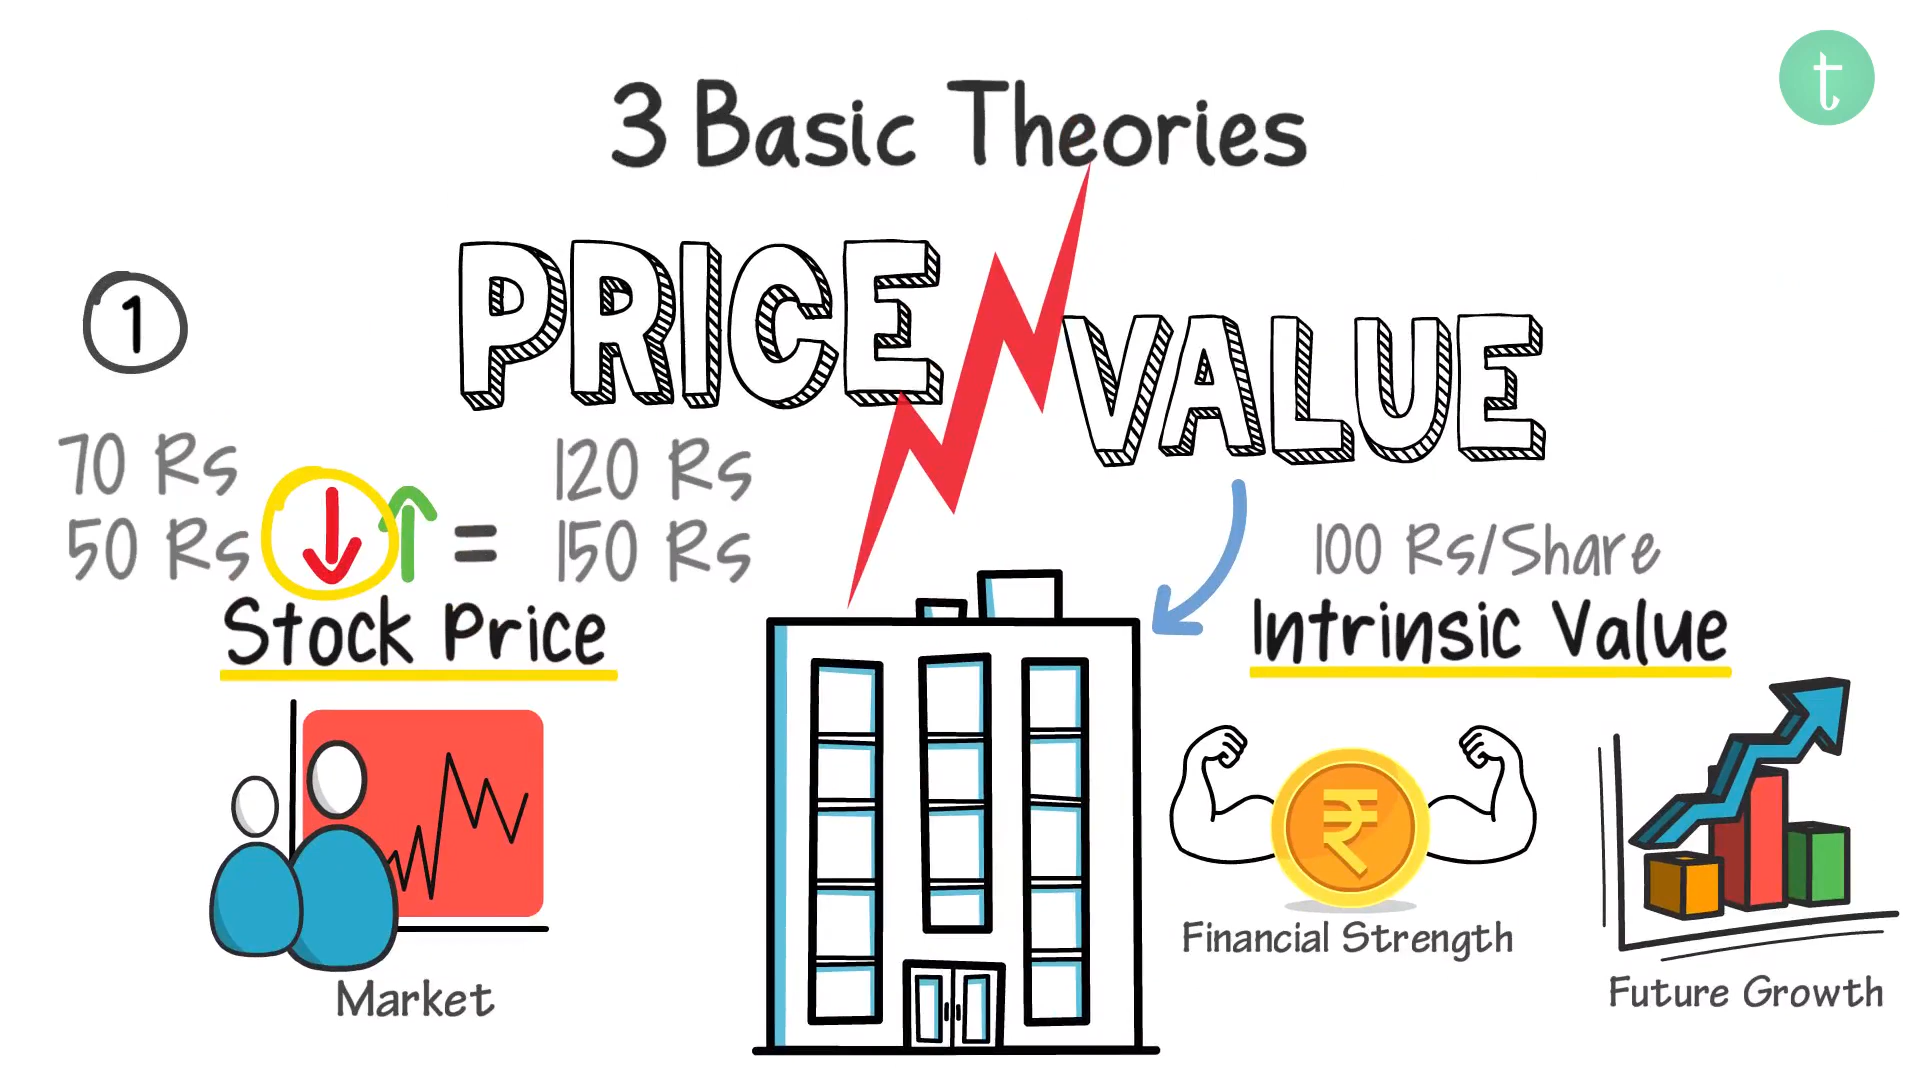 t
3 Basic Theories
PRICE
VALUE
1
70 Rs
50 Rs
=
120 Rs
150 Rs
100 Rs/Share
Stock Price
Intrinsic Value
₹
Financial Strength
Market
Future Growth